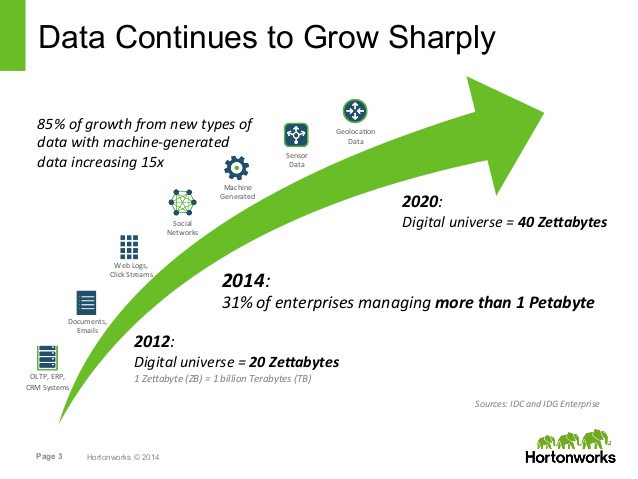 Data Continues to Grow Sharply
85% of growth from new types of
data with machine-generated
data increasing 15x
Geolocation
Data
Sensor
Data
Machine
Generated
Social
Networks
Web Logs,
Click Streams
Documents,
Emails
OLTP, ERP,
CRM Systems
2020:
Digital universe = 40 Zettabytes
2014:
31% of enterprises managing more than 1 Petabyte
2012:
Digital universe = 20 Zettabytes
1 Zettabyte (ZB) = 1 billion Terabytes (TB)
Sources: IDC and IDG Enterprise
Page 3
Hortonworks © 2014
Hortonworks